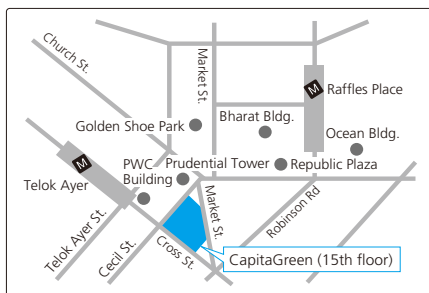 Church St.
Market St.
M
Raffles Place
Golden Shoe Park
Bharat Bldg.
Ocean Bldg.
M
PWC
Building
Prudential Tower
Republic Plaza
Telok Ayer
Market St.
Robinson Rd
Telok Ayer St.
Cecil St.
Cross St.
CapitaGreen (15th floor)